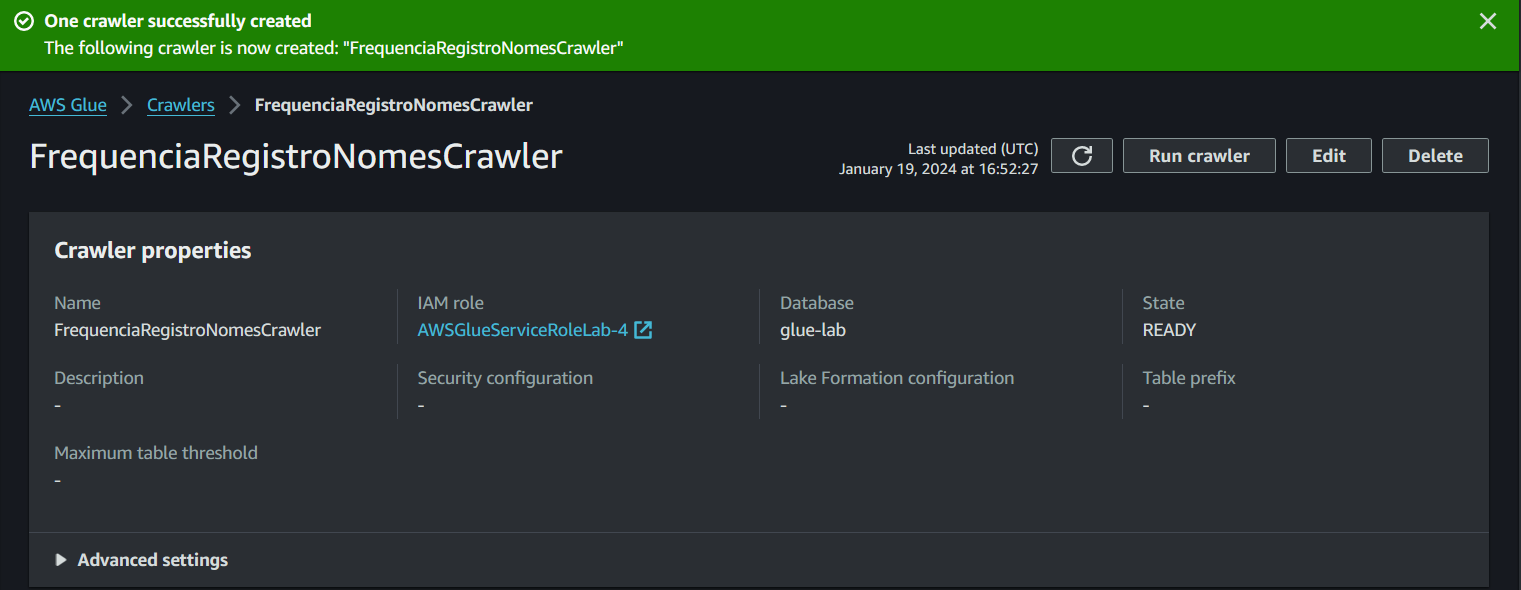 One crawler successfully created
The following crawler is now created: "FrequenciaRegistroNomesCrawler"
AWS Glue Crawlers FrequenciaRegistroNomesCrawler
FrequenciaRegistroNomesCrawler
Last updated (UTC)
January 19, 2024 at 16:52:27
Run crawler
Edit
Delete
Crawler properties
Name
FrequenciaRegistroNomesCrawler
IAM role
AWSGlueServiceRoleLab-4
Database
glue-lab
State
READY
Description
-
Security configuration
-
Lake Formation configuration
-
Table prefix
-
Maximum table threshold
-
Advanced settings